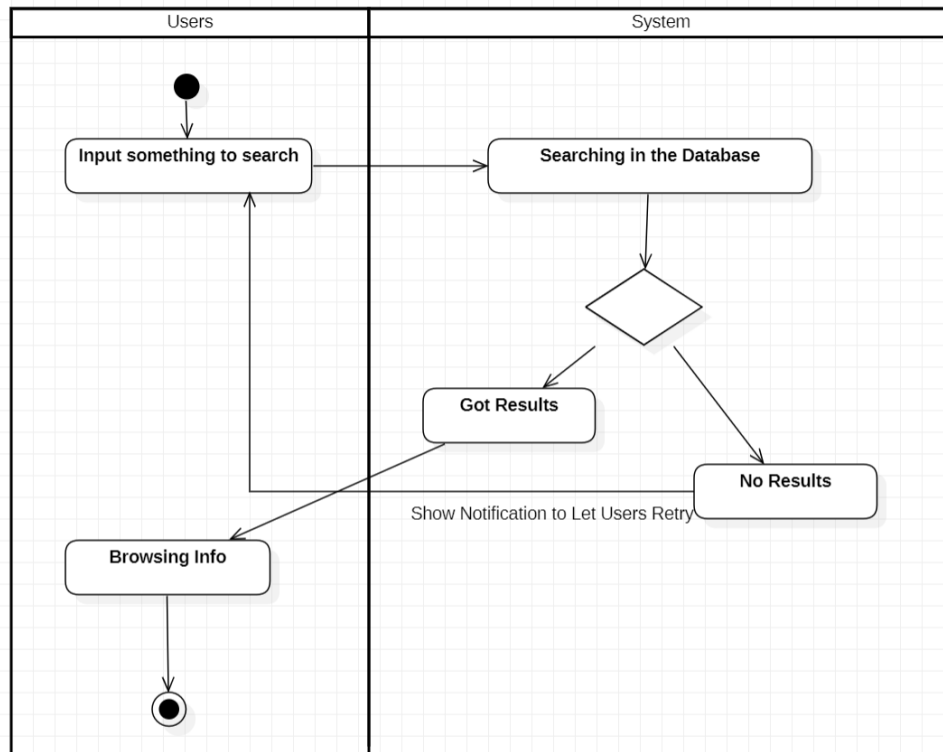 Users
System
Input something to search
Searching in the Database
Got Results
No Results
Show Notification to Let Users Retry
Browsing Info